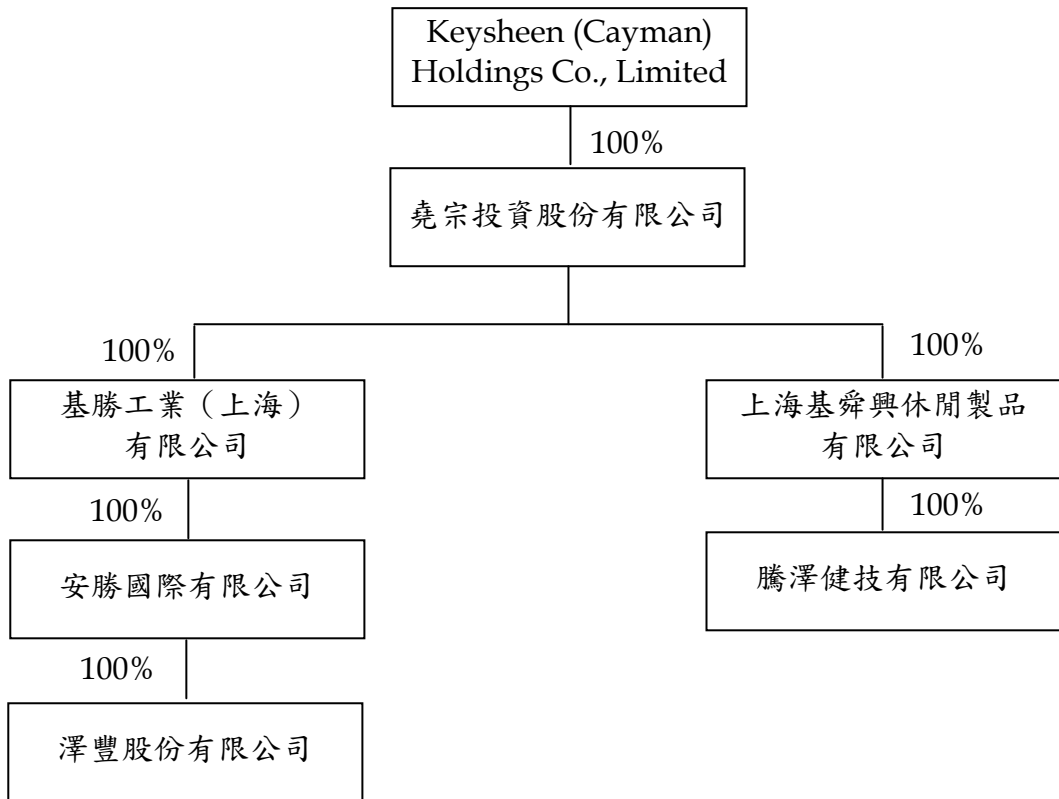 Keysheen (Cayman)
Holdings Co., Limited
100%
堯宗投資股份有限公司
100%
100%
基勝工業（上海）
有限公司
上海基舜興休閒製品
有限公司
100%
100%
安勝國際有限公司
騰澤健技有限公司
100%
澤豐股份有限公司